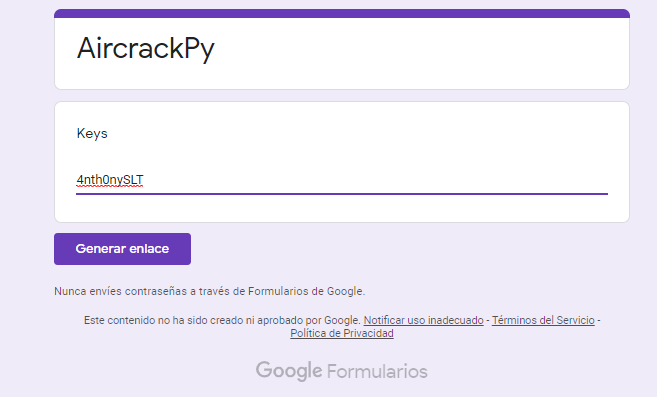 AircrackPy
Keys
4nth0nySLT
Generar enlace
Nunca envíes contraseñas a través de Formularios de Google.
Este contenido no ha sido creado ni aprobado por Google. Notificar uso inadecuado - Términos del Servicio -
Política de Privacidad
Google Formularios